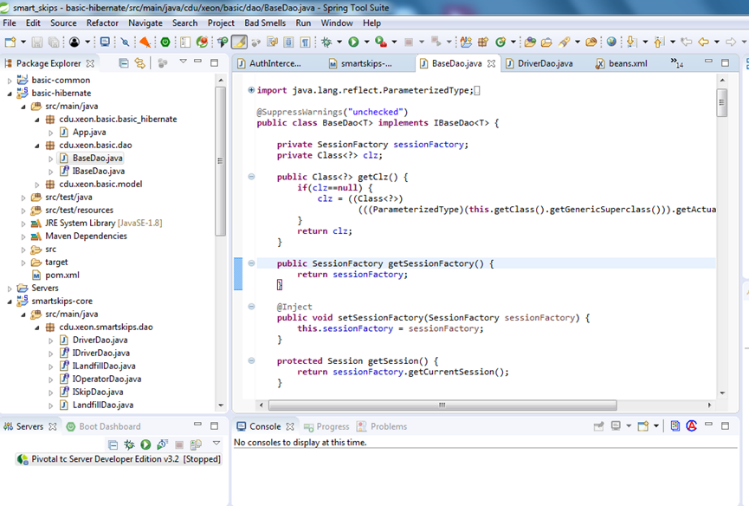 smart_skips - basic-hibernate/src/main/java/cdu/xeon/basic/dao/BaseDao.java - Spring Tool Suite
File Edit Source Refactor Navigate Search Project Bad Smells Run Window Help
Package Explorer
AuthInterce... smartskips-... BaseDao.java DriverDao.java beans.xml »14
basic-common
basic-hibernate
src/main/java
cdu.xeon.basic.basic_hibernate
App.java
cdu.xeon.basic.dao
BaseDao.java
IBaseDao.java
cdu.xeon.basic.model
src/test/java
src/test/resources
JRE System Library [JavaSE-1.8]
Maven Dependencies
src
target
pom.xml
Servers
smartskips-core
src/main/java
cdu.xeon.smartskips.dao
DriverDao.java
IDriverDao.java
ILandfillDao.java
IOperatorDao.java
ISkipDao.java
LandfillDao.java
import java.lang.reflect.ParameterizedType;
@SuppressWarnings("unchecked")
public class BaseDao<T> implements IBaseDao<T> {
private SessionFactory sessionFactory;
private Class<?> clz;
public Class<?> getClz() {
if(clz==null) {
clz = ((Class<?>)
(((ParameterizedType)(this.getClass().getGenericSuperclass())).getActua
}
return clz;
}
public SessionFactory getSessionFactory() {
return sessionFactory;
}
@Inject
public void setSessionFactory(SessionFactory sessionFactory) {
this.sessionFactory = sessionFactory;
}
protected Session getSession() {
return sessionFactory.getCurrentSession();
}
Servers Boot Dashboard
Pivotal tc Server Developer Edition v3.2 [Stopped]
Console Progress Problems
No consoles to display at this time.